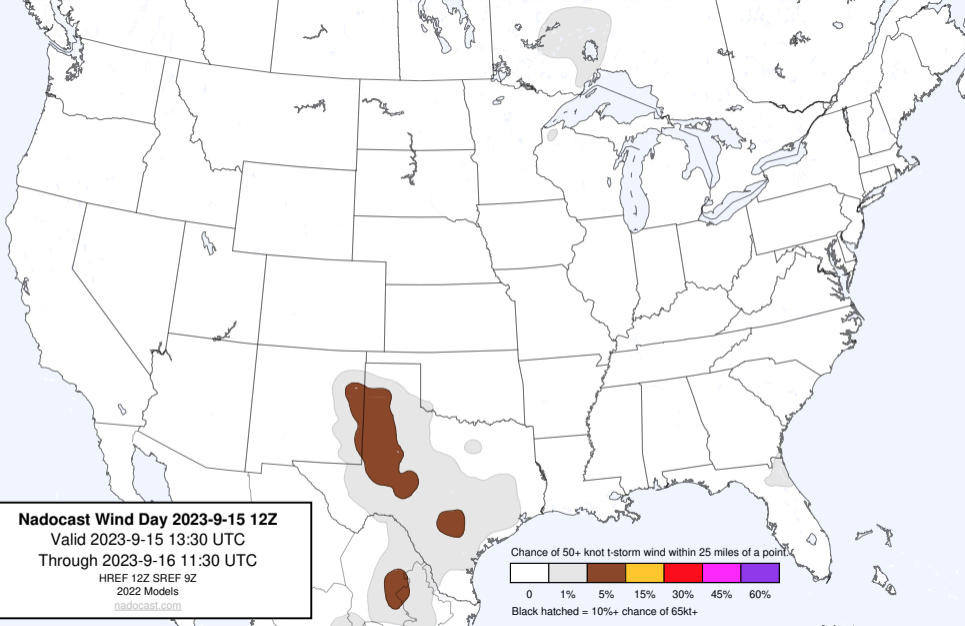 Nadocast Wind Day 2023-9-15 12Z
Valid 2023-9-15 13:30 UTC
Through 2023-9-16 11:30 UTC
HREF 12Z SREF 9Z
2022 Models
nadocast.com
Chance of 50+ knot t-storm wind within 25 miles of a point.
0 1% 5% 15% 30% 45% 60%
Black hatched = 10%+ chance of 65kt+